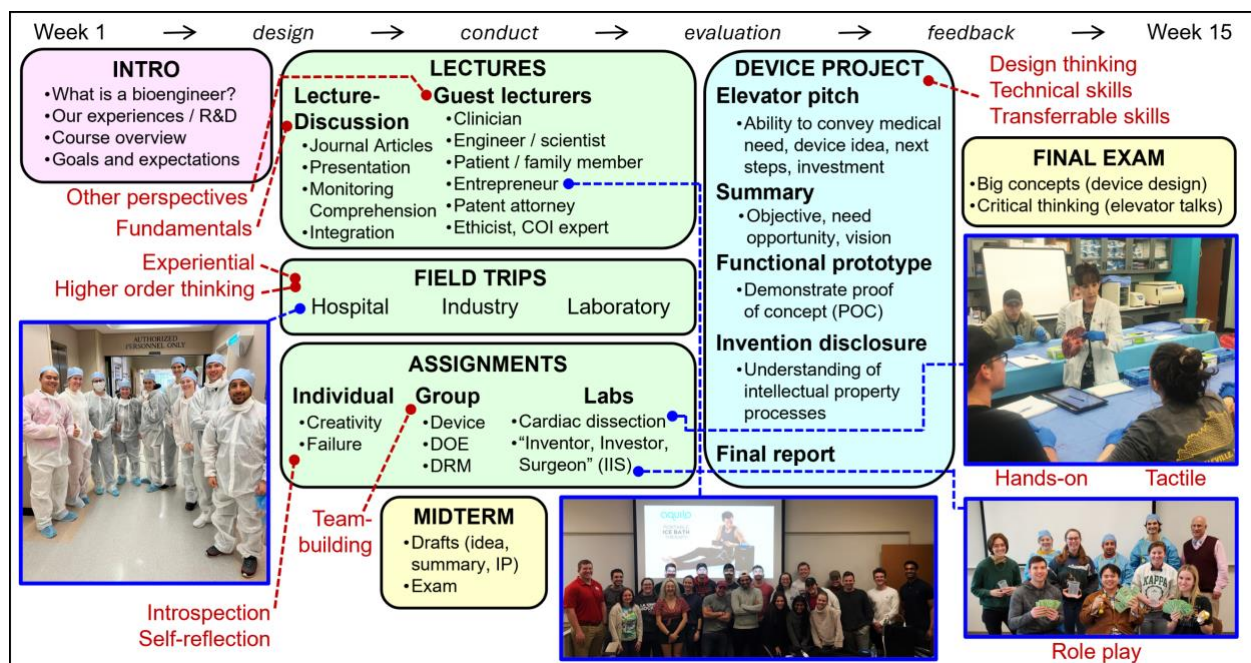 Week 1 → design → conduct → evaluation → feedback → Week 15
INTRO
•What is a bioengineer?
•Our experiences / R&D
•Course overview
•Goals and expectations
Other perspectives
Fundamentals
LECTURES
Lecture-
Discussion
•Journal Articles
•Presentation
•Monitoring
Comprehension
•Integration
Guest lecturers
•Clinician
•Engineer / scientist
•Patient / family member
•Entrepreneur
•Patent attorney
•Ethicist, COI expert
Experiential
Higher order thinking
FIELD TRIPS
Hospital Industry Laboratory
AUTHORIZED
PERSONNEL ONLY
ASSIGNMENTS
Individual
•Creativity
•Failure
Group
•Device
•DOE
•DRM
Labs
•Cardiac dissection
•“Inventor, Investor,
Surgeon” (IIS)
Introspection
Self-reflection
Team-
building
MIDTERM
•Drafts (idea,
summary, IP)
•Exam
DEVICE PROJECT
Elevator pitch
•Ability to convey medical
need, device idea, next
steps, investment
Summary
•Objective, need
opportunity, vision
Functional prototype
•Demonstrate proof
of concept (POC)
Invention disclosure
•Understanding of
intellectual property
processes
Final report
Design thinking
Technical skills
Transferrable skills
FINAL EXAM
•Big concepts (device design)
•Critical thinking (elevator talks)
Hands-on Tactile
ICE BATH
KAPPA
Role play